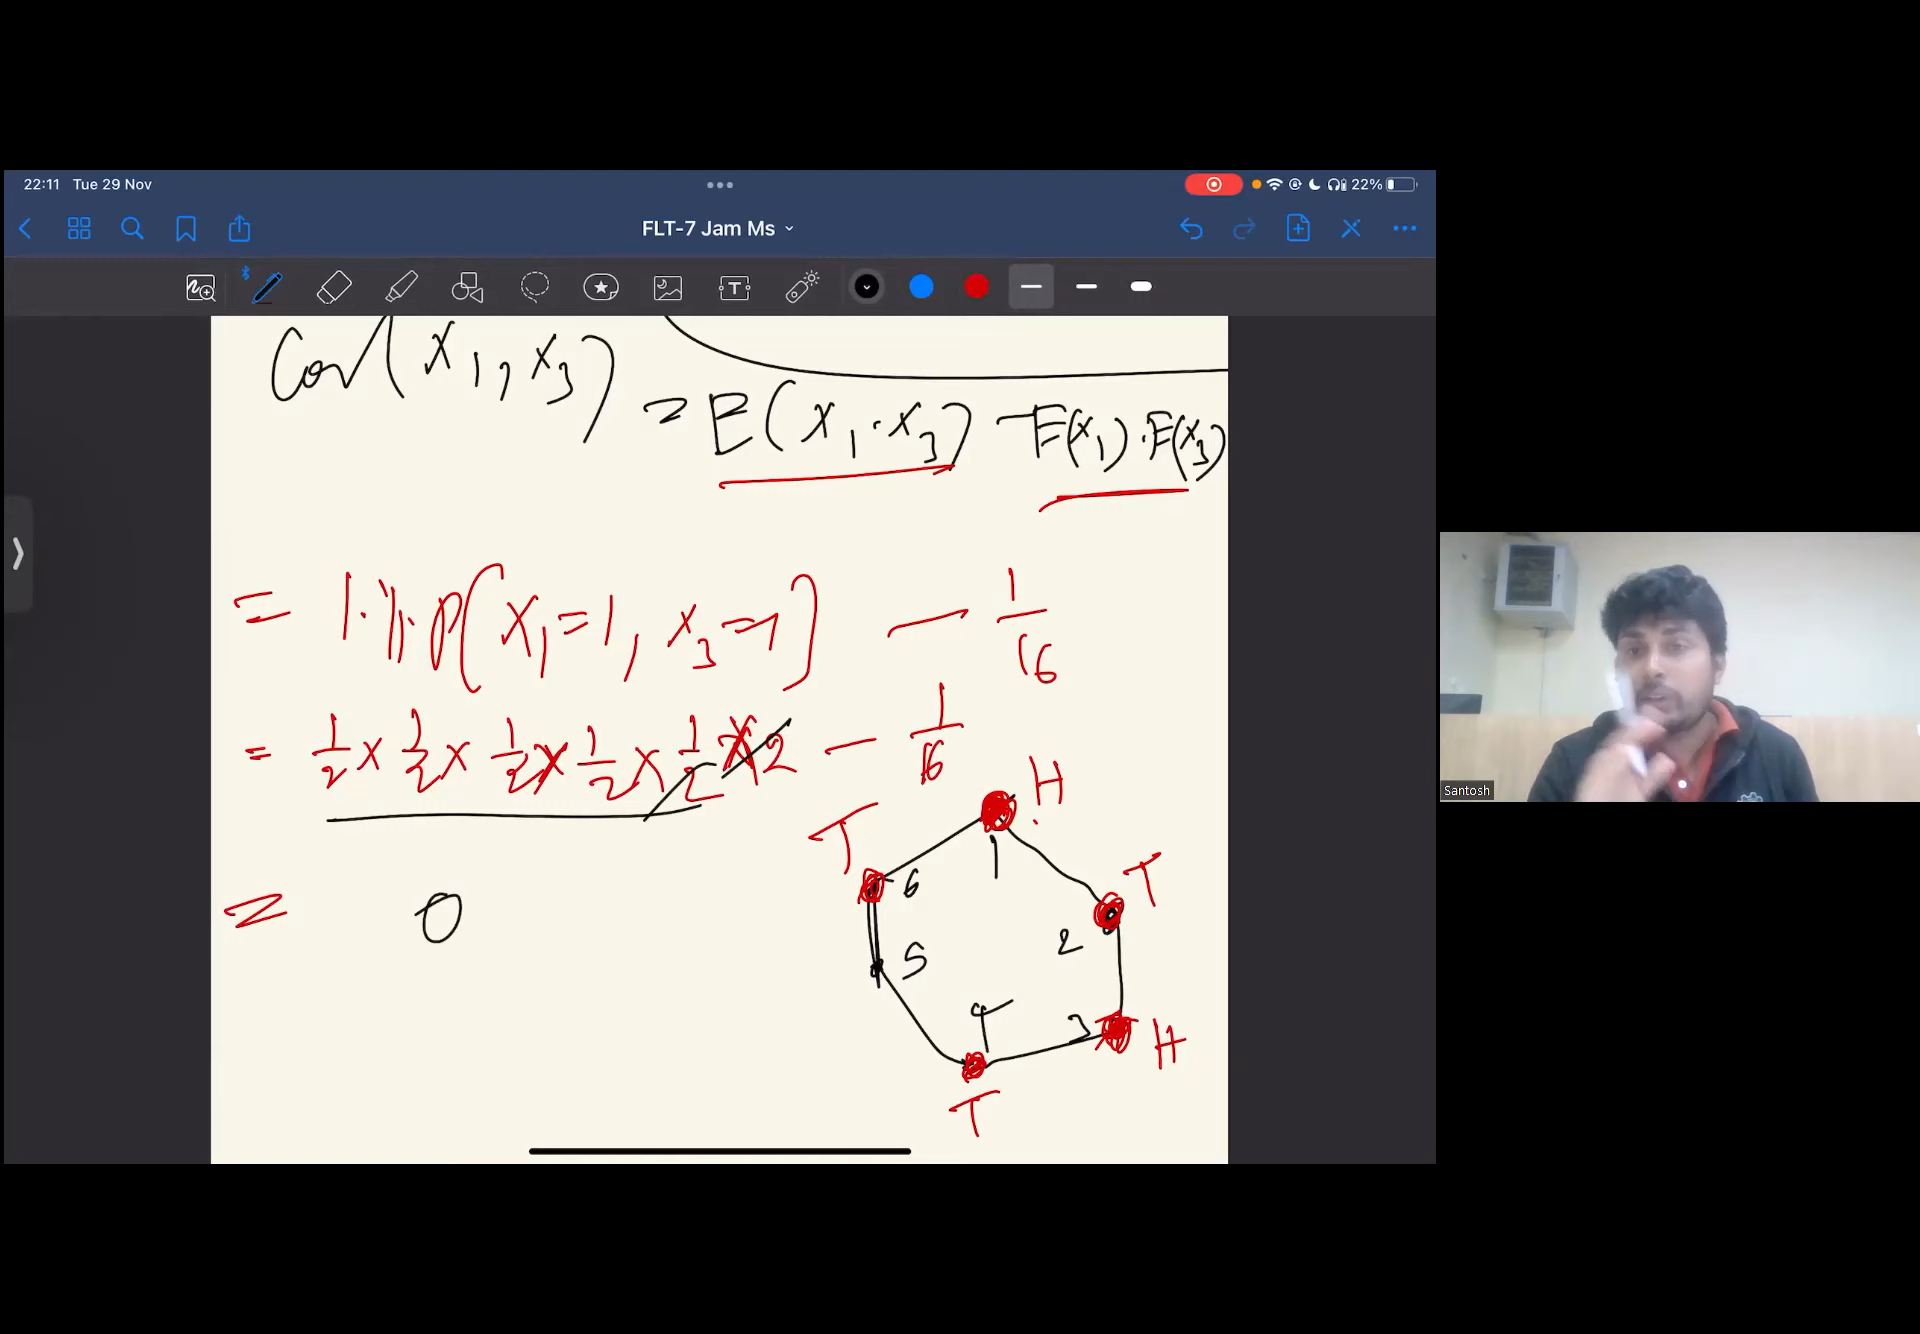 22:11 Tue 29 Nov
22%
FLT-7 Jam Ms
T
Cov(X1, X3) = E(X1·X3) - E(X1)·E(X3)
= 1·1·P(X1=1, X3=1) - 1/16
= 1/2 x 1/2 x 1/2 x 1/2 x 1/2 x 2 - 1/16
= 0
H
T
T
1
6
2
5
4
3
H
T
Santosh